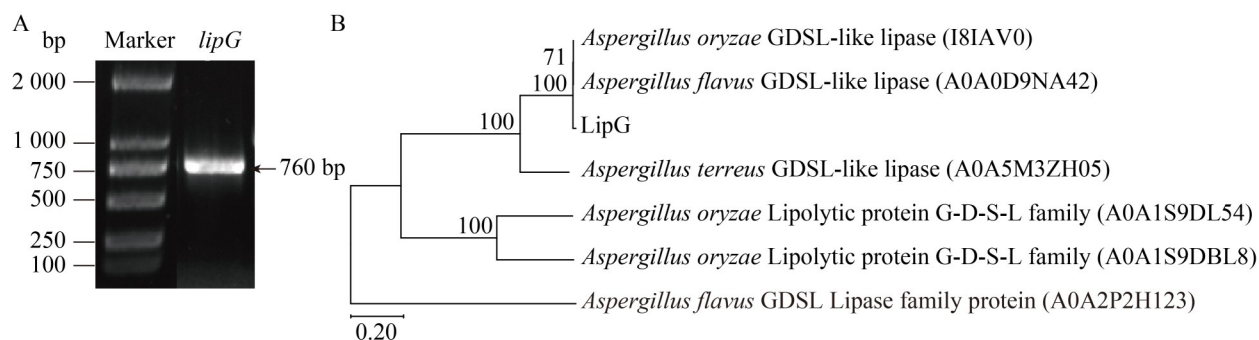 A
bp Marker lipG
2 000
1 000
750
500
250
100
760 bp
B
Aspergillus oryzae GDSL-like lipase (I8IAV0)
71
100
Aspergillus flavus GDSL-like lipase (A0A0D9NA42)
LipG
100
Aspergillus terreus GDSL-like lipase (A0A5M3ZH05)
Aspergillus oryzae Lipolytic protein G-D-S-L family (A0A1S9DL54)
100
Aspergillus oryzae Lipolytic protein G-D-S-L family (A0A1S9DBL8)
Aspergillus flavus GDSL Lipase family protein (A0A2P2H123)
0.20